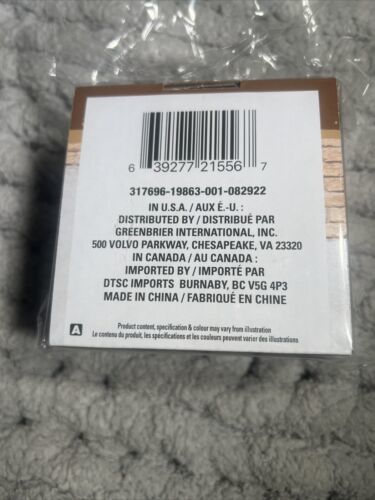 6 39277 21556 7
317696-19863-001-082922
IN U.S.A. / AUX É.-U. :
DISTRIBUTED BY / DISTRIBUÉ PAR
GREENBRIER INTERNATIONAL, INC.
500 VOLVO PARKWAY, CHESAPEAKE, VA 23320
IN CANADA / AU CANADA :
IMPORTED BY / IMPORTÉ PAR
DTSC IMPORTS BURNABY, BC V5G 4P3
MADE IN CHINA / FABRIQUÉ EN CHINE
A
Product content, specification & colour may vary from illustration
Le contenu du produit, les spécifications et les couleurs peuvent varier des illustrations